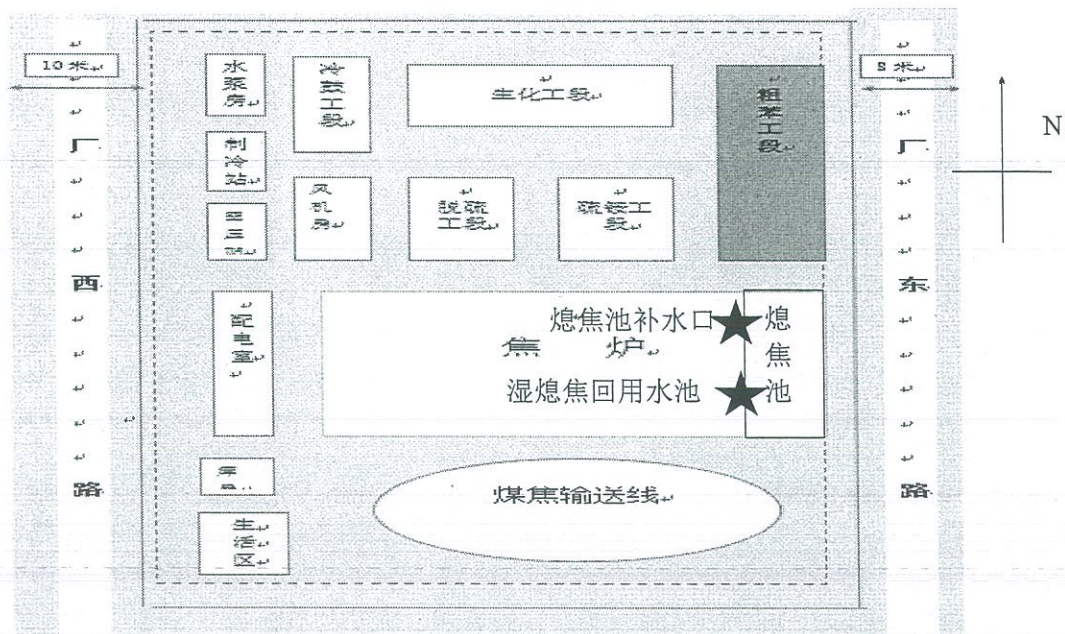 10 米
8 米
N
厂
西
路
厂
东
路
水
泵
房
冷
鼓
工
段
生化工段
粗
苯
工
段
制
冷
站
风
机
房
脱硫
工段
硫铵工
段
配
电
室
熄焦池补水口
熄
焦
池
焦 炉
湿熄焦回用水池
煤焦输送线
生
活
区